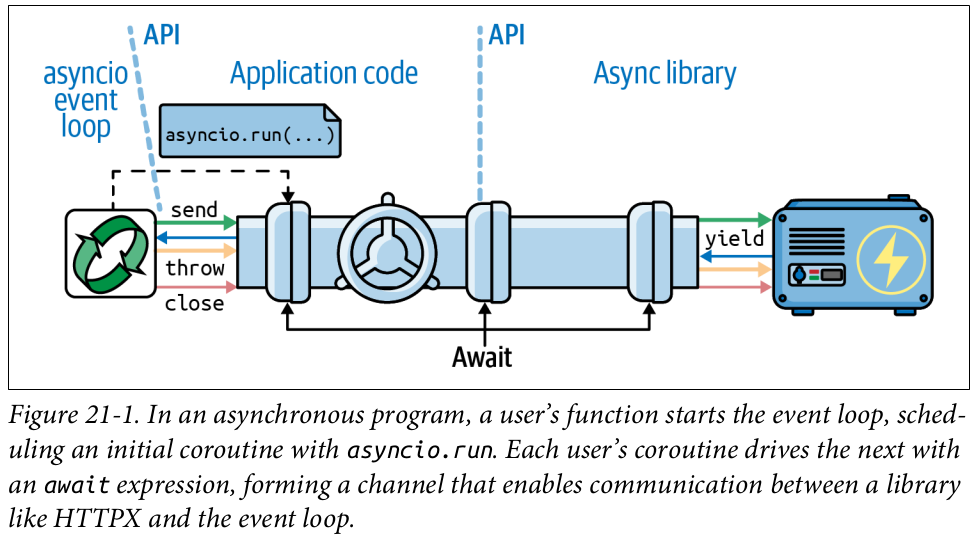 API
API
asyncio
event
loop
Application code
Async library
asyncio.run(...)
send
yield
throw
close
Await
Figure 21-1. In an asynchronous program, a user’s function starts the event loop, sched-
uling an initial coroutine with asyncio.run. Each user’s coroutine drives the next with
an await expression, forming a channel that enables communication between a library
like HTTPX and the event loop.